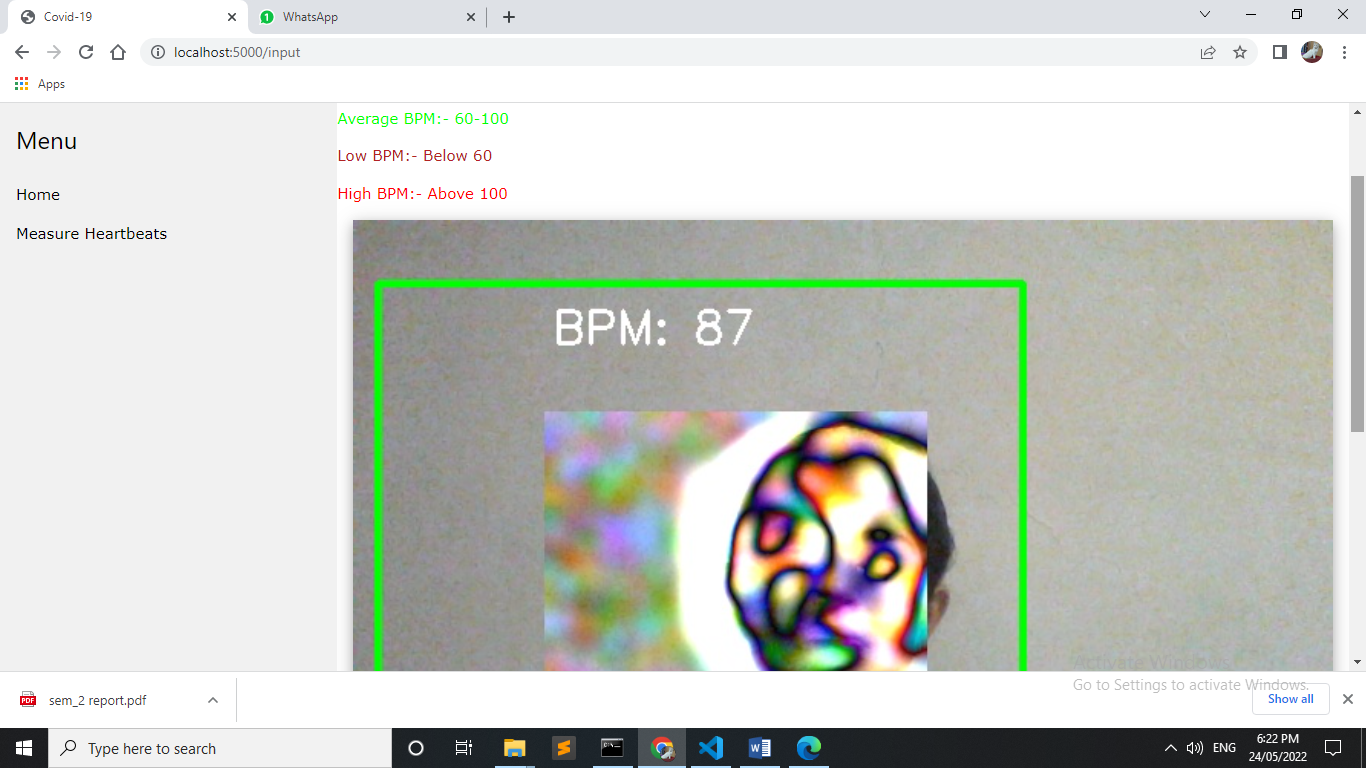 Covid-19
1 WhatsApp
localhost:5000/input
Apps
Menu
Home
Measure Heartbeats
Average BPM:- 60-100
Low BPM:- Below 60
High BPM:- Above 100
BPM: 87
Activate Windows
Go to Settings to activate Windows.
PDF
sem_2 report.pdf
Show all
Type here to search
ENG
6:22 PM
24/05/2022